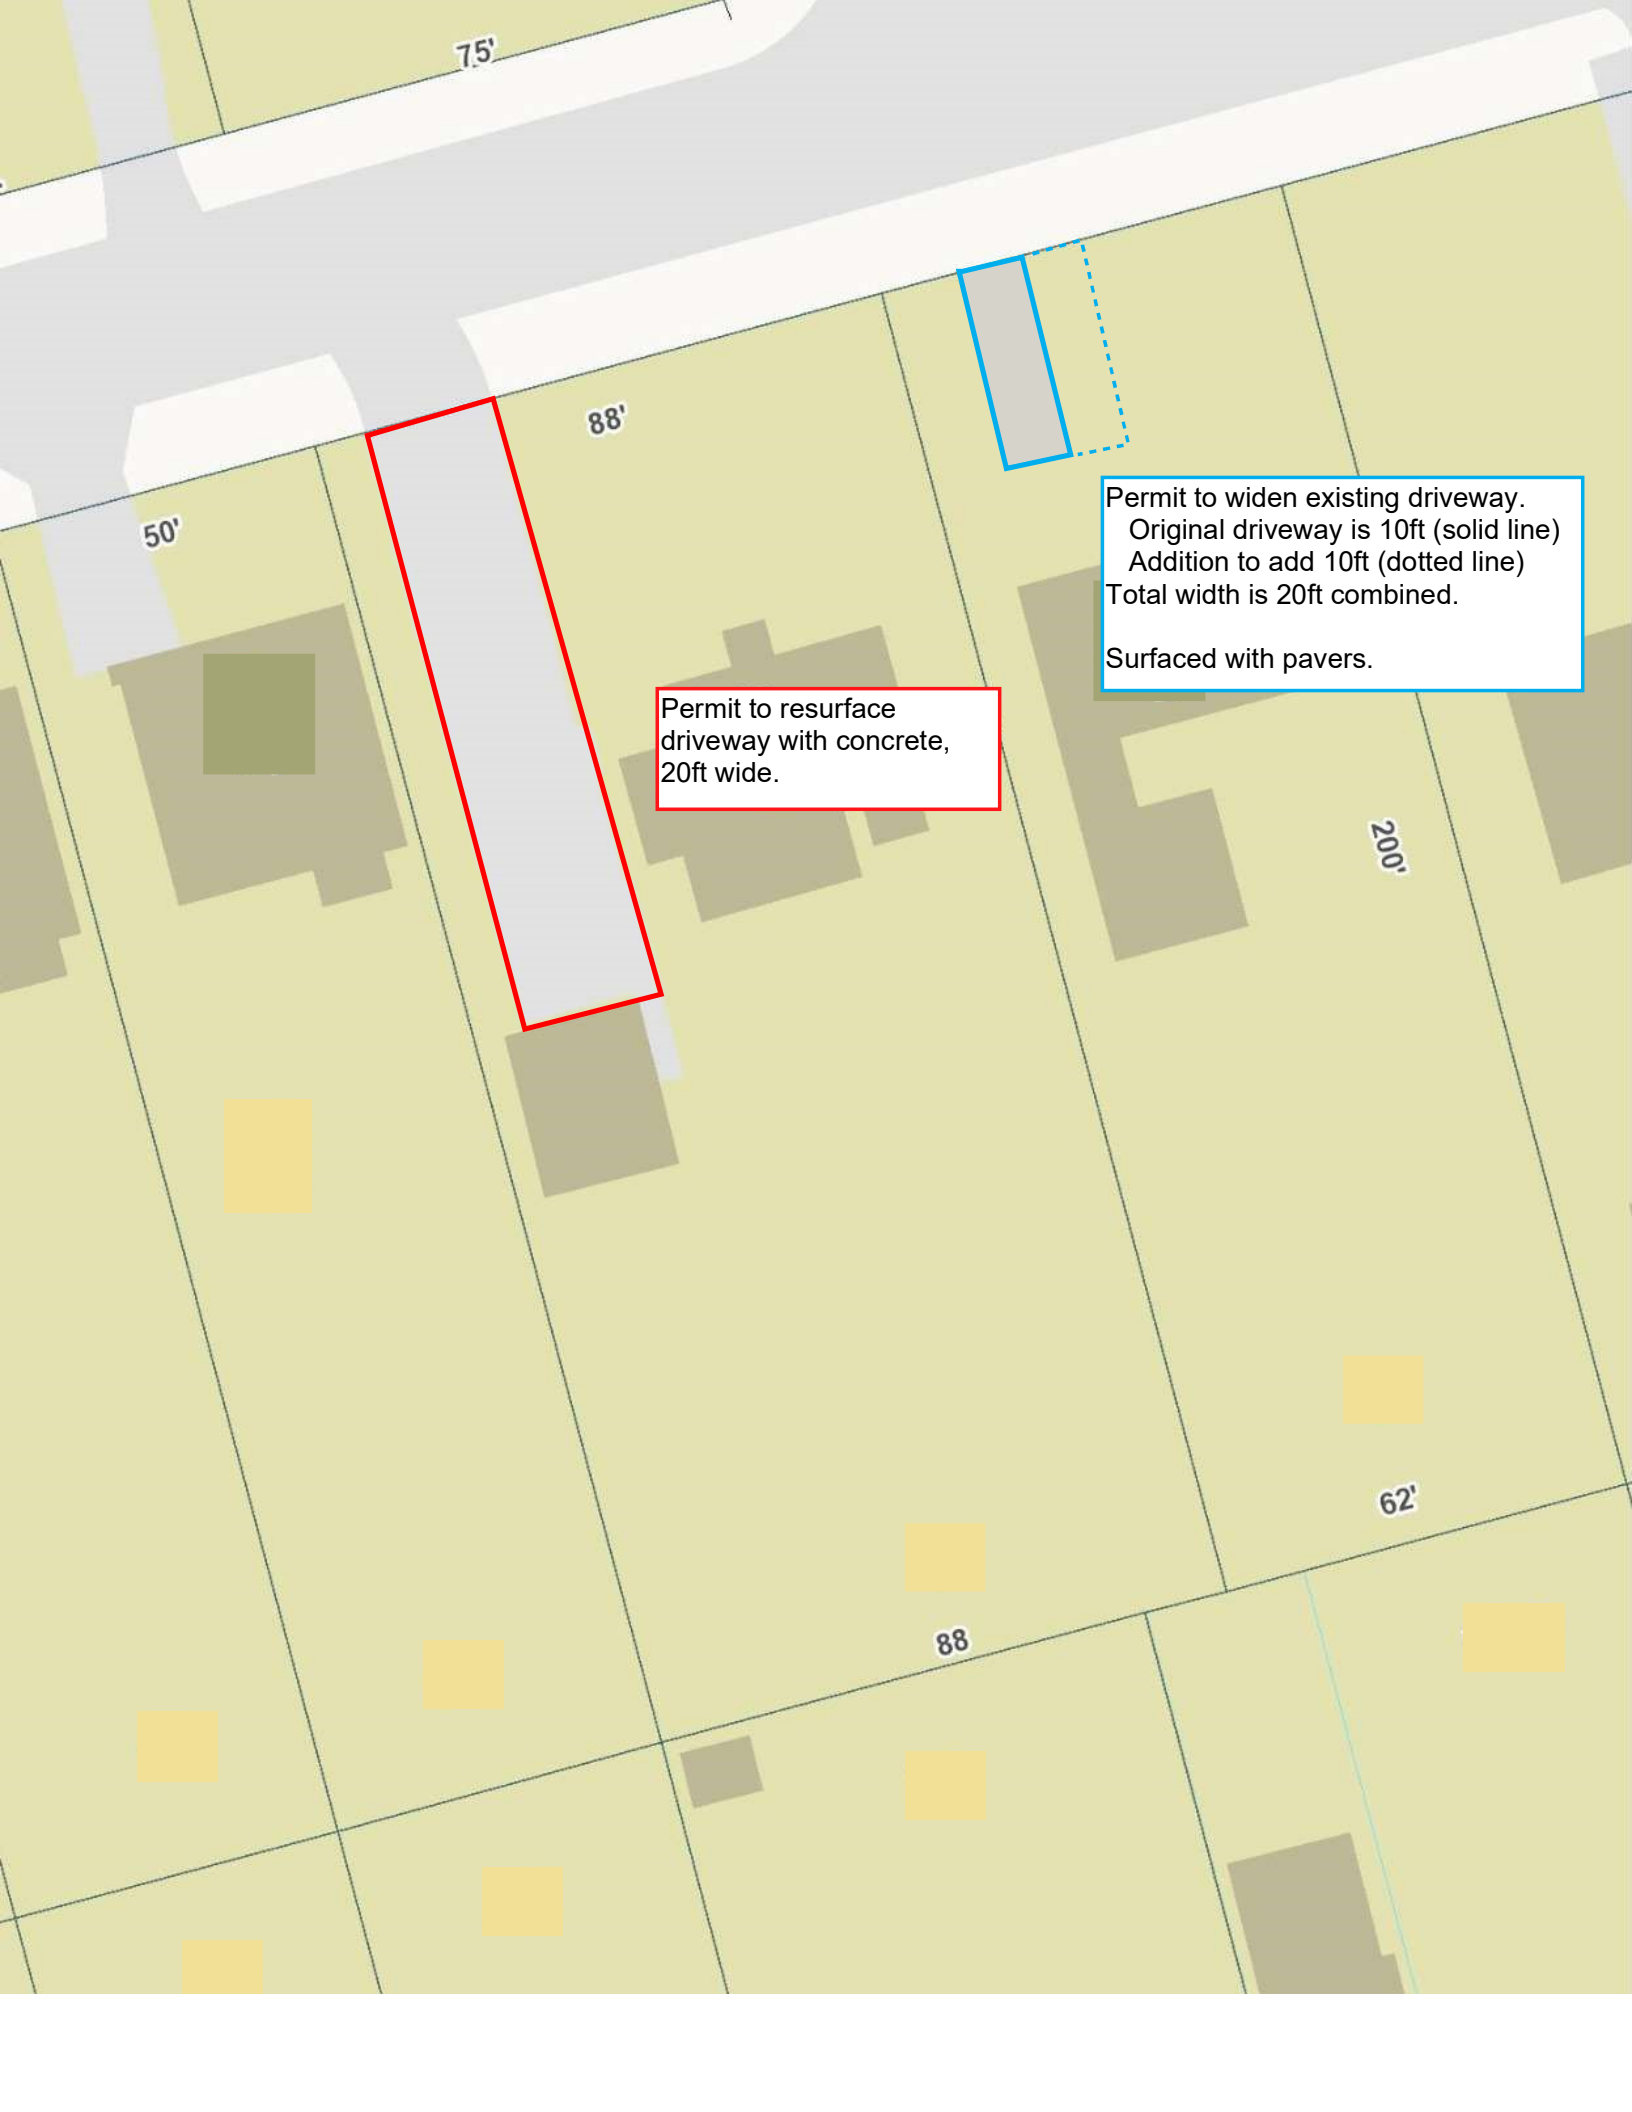 75'
88'
50'
Permit to widen existing driveway.
Original driveway is 10ft (solid line)
Addition to add 10ft (dotted line)
Total width is 20ft combined.
Surfaced with pavers.
Permit to resurface
driveway with concrete,
20ft wide.
200'
62'
88